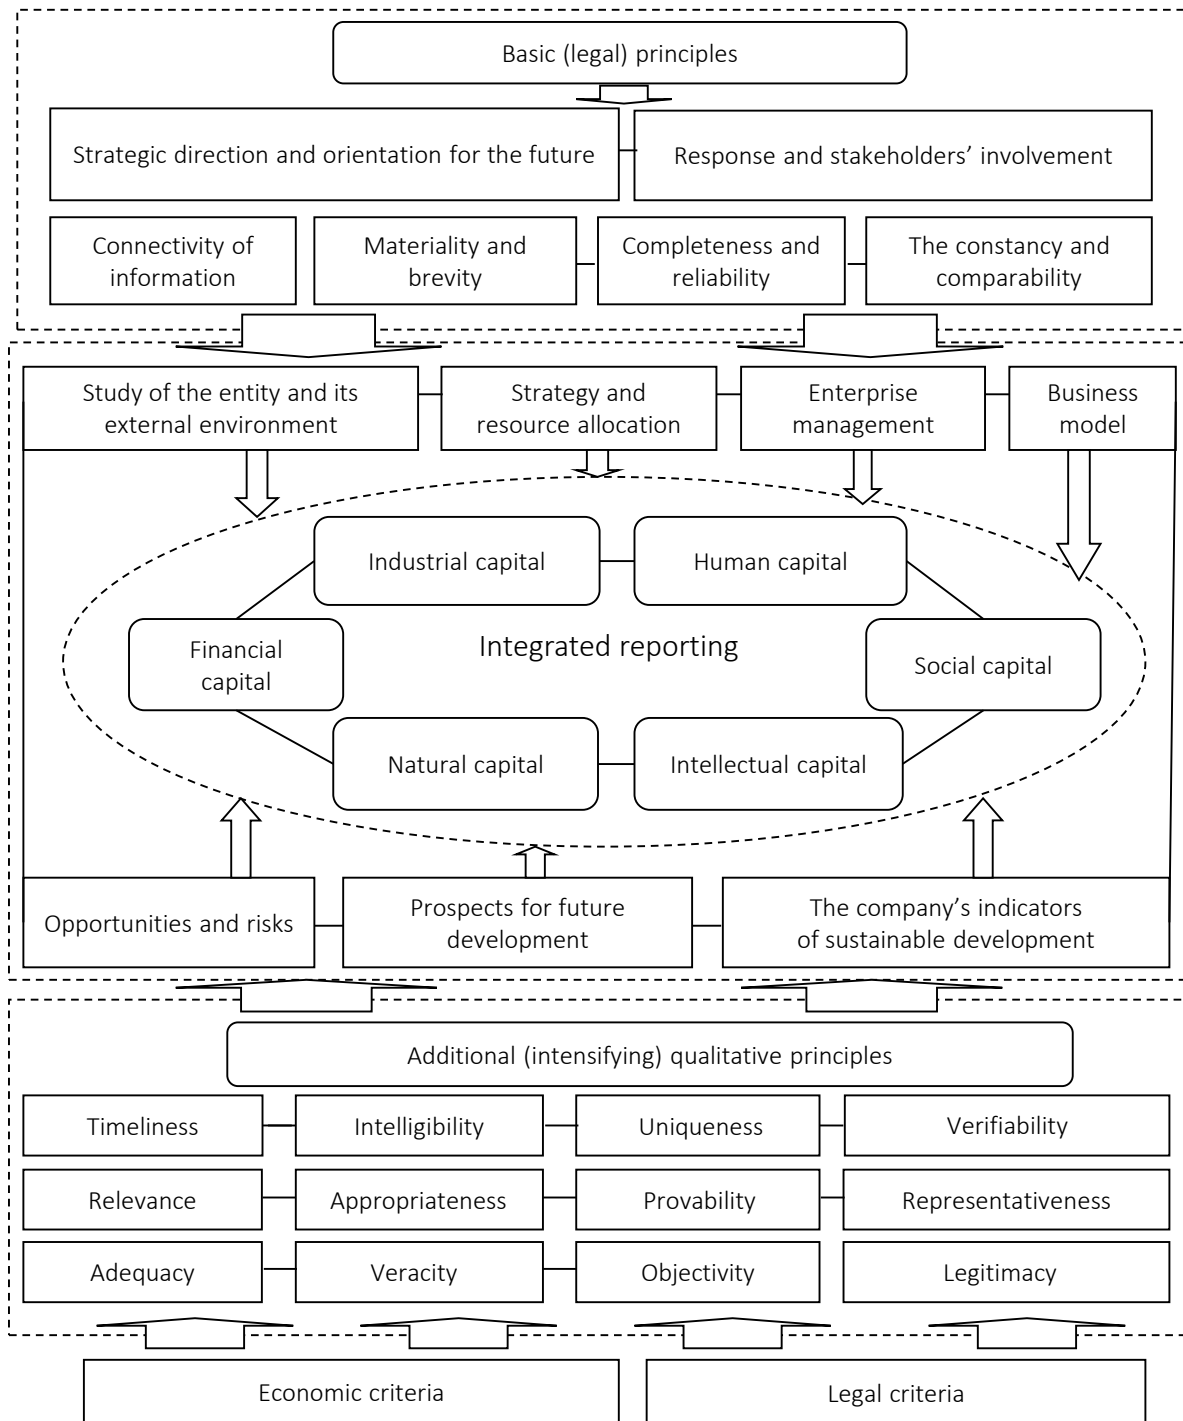 Basic (legal) principles
Strategic direction and orientation for the future
Response and stakeholders’ involvement
Connectivity of
information
Materiality and
brevity
Completeness and
reliability
The constancy and
comparability
Study of the entity and its
external environment
Strategy and
resource allocation
Enterprise
management
Business
model
Industrial capital
Human capital
Financial
capital
Integrated reporting
Social capital
Natural capital
Intellectual capital
Opportunities and risks
Prospects for future
development
The company’s indicators
of sustainable development
Additional (intensifying) qualitative principles
Timeliness
Intelligibility
Uniqueness
Verifiability
Relevance
Appropriateness
Provability
Representativeness
Adequacy
Veracity
Objectivity
Legitimacy
Economic criteria
Legal criteria